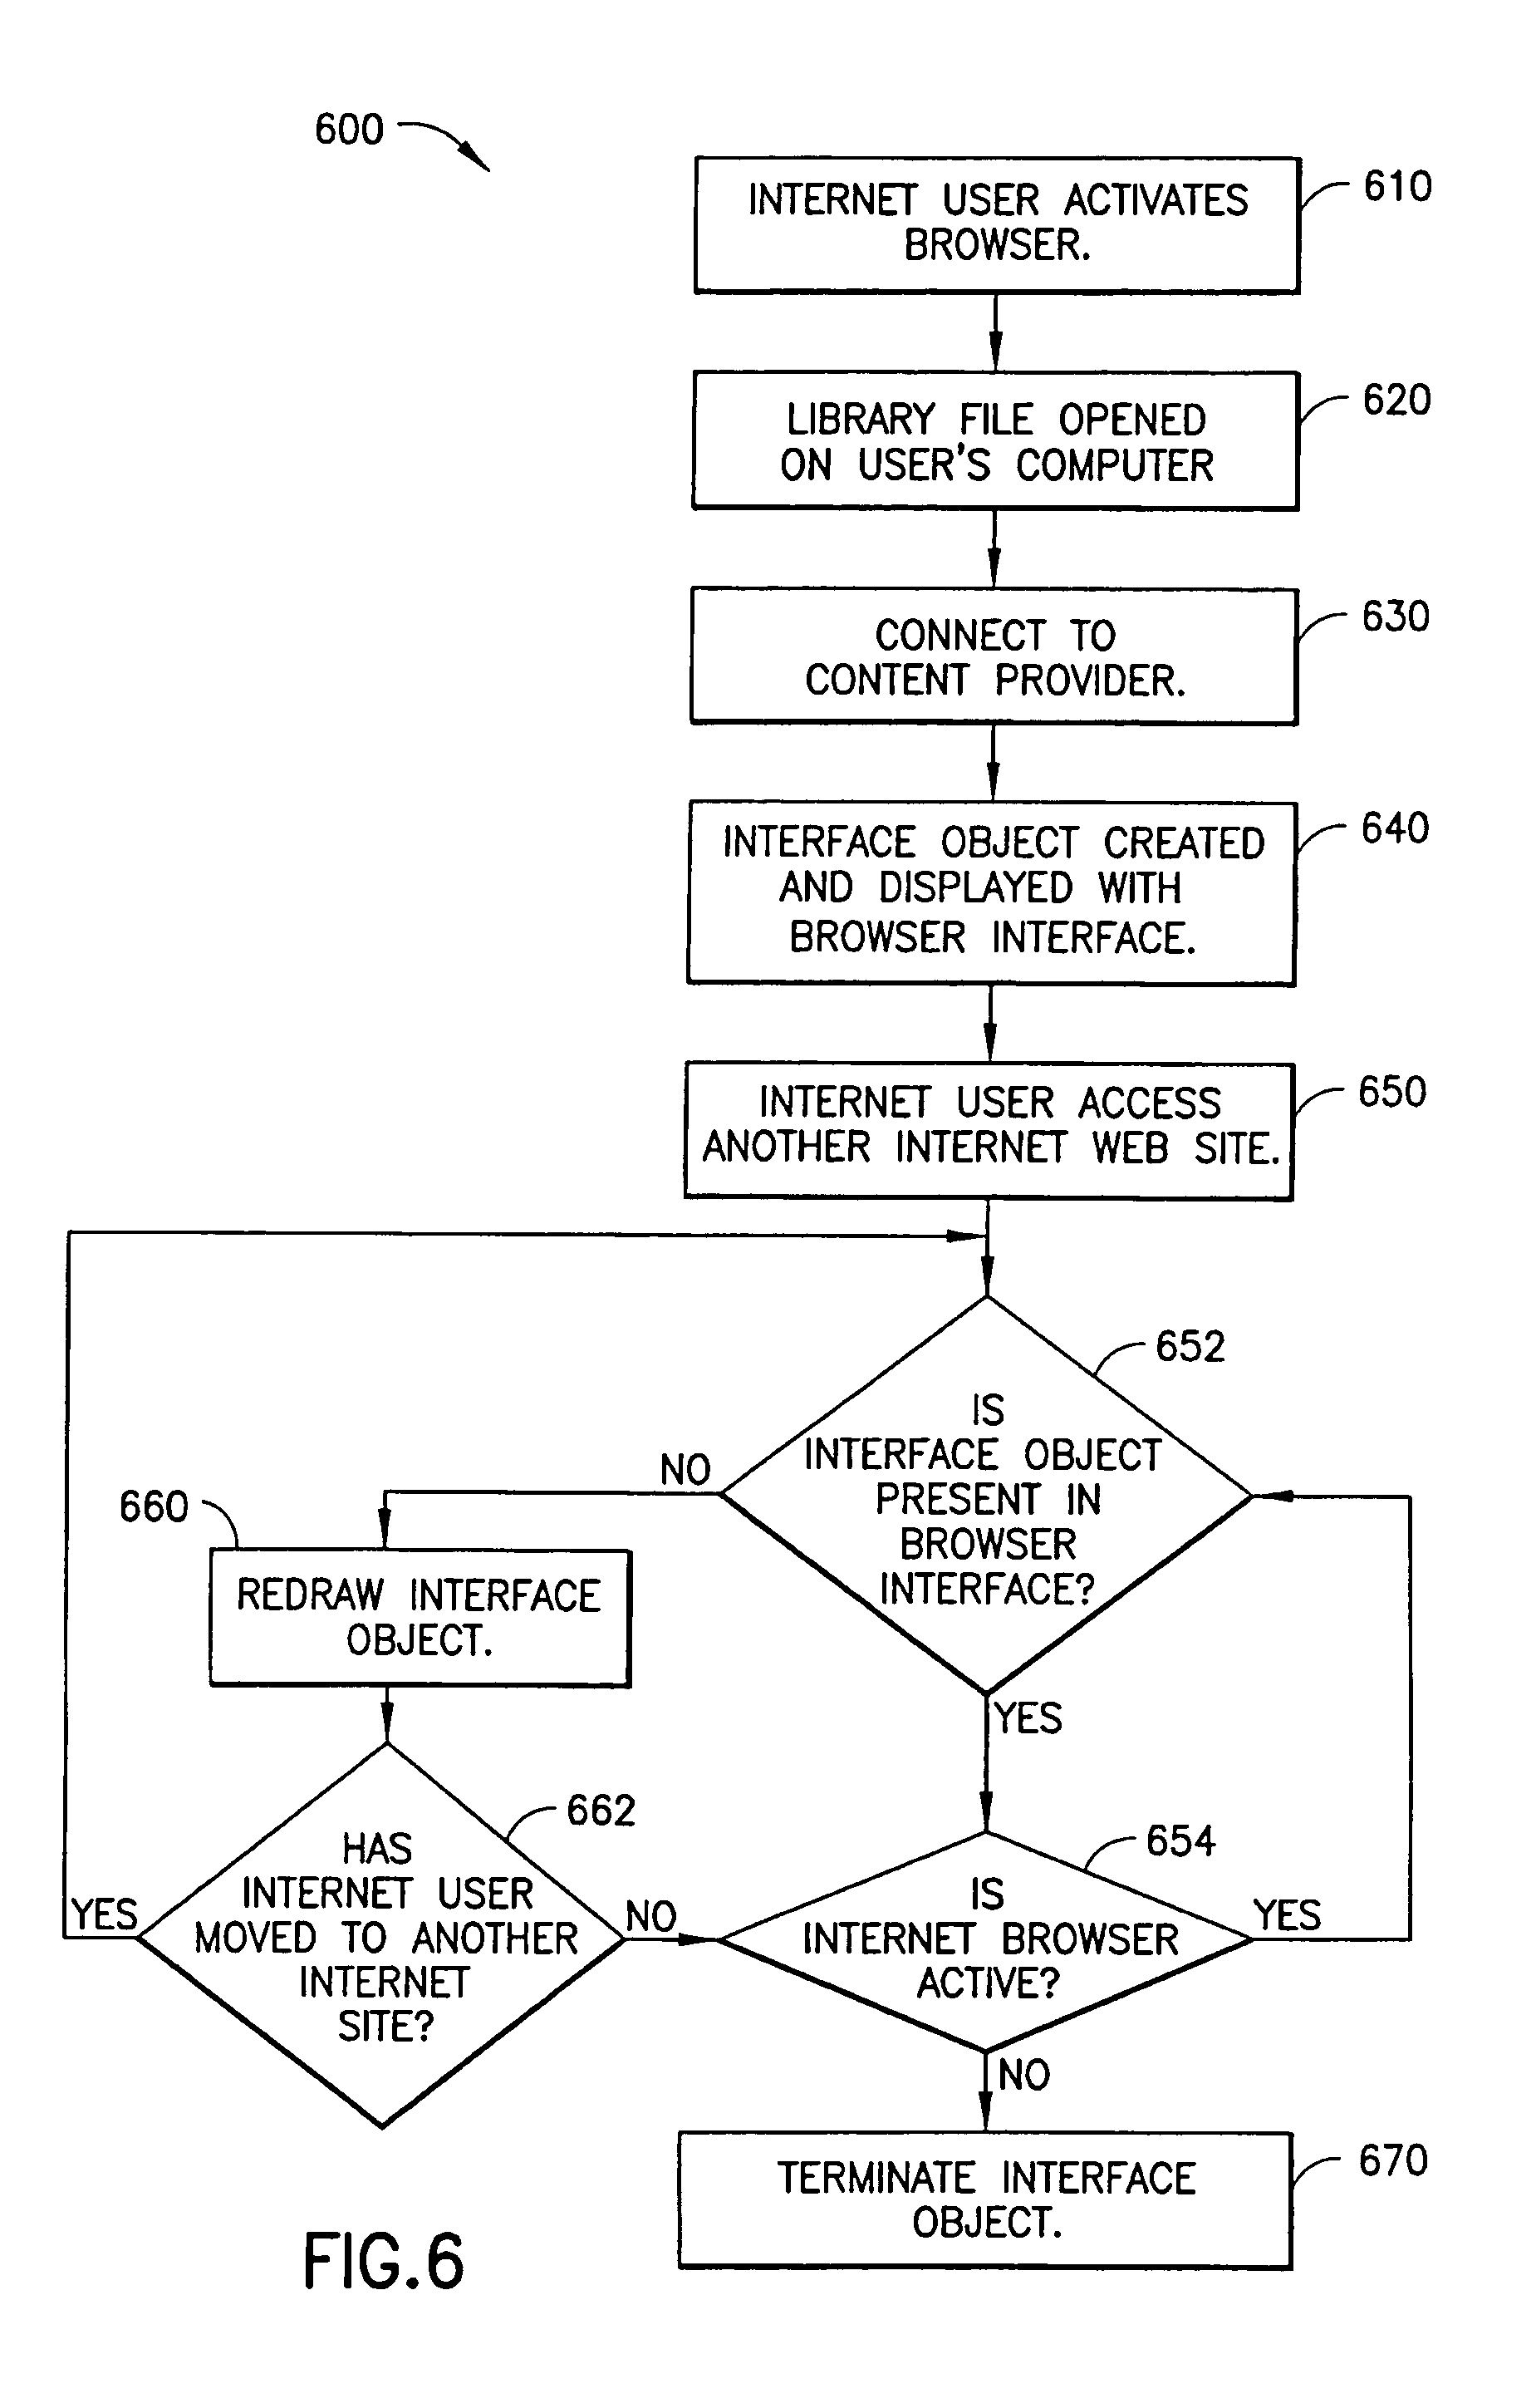 600
INTERNET USER ACTIVATES
BROWSER.
610
LIBRARY FILE OPENED
ON USER'S COMPUTER
620
CONNECT TO
CONTENT PROVIDER.
630
INTERFACE OBJECT CREATED
AND DISPLAYED WITH
BROWSER INTERFACE.
640
INTERNET USER ACCESS
ANOTHER INTERNET WEB SITE.
650
652
IS
INTERFACE OBJECT
PRESENT IN
BROWSER
INTERFACE?
NO
YES
660
REDRAW INTERFACE
OBJECT.
662
HAS
INTERNET USER
MOVED TO ANOTHER
INTERNET
SITE?
YES
NO
654
IS
INTERNET BROWSER
ACTIVE?
YES
NO
TERMINATE INTERFACE
OBJECT.
670
FIG.6